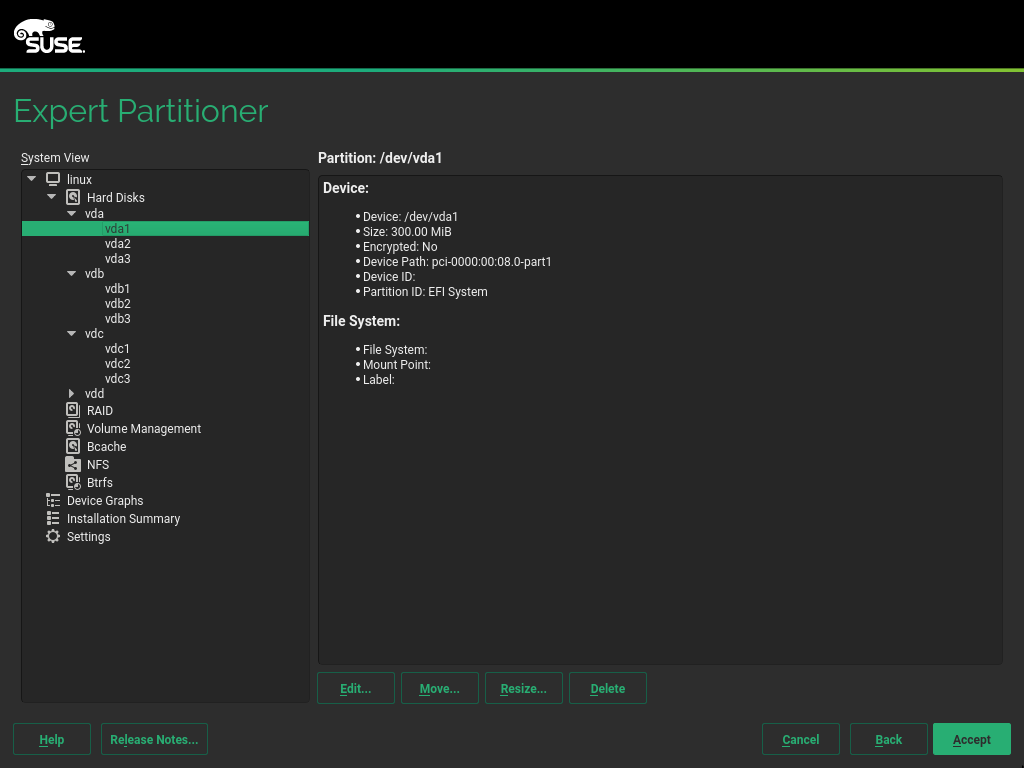 SUSE.
Expert Partitioner
System View
linux
Hard Disks
vda
vda1
vda2
vda3
vdb
vdb1
vdb2
vdb3
vdc
vdc1
vdc2
vdc3
vdd
RAID
Volume Management
Bcache
NFS
Btrfs
Device Graphs
Installation Summary
Settings
Partition: /dev/vda1
Device:
• Device: /dev/vda1
• Size: 300.00 MiB
• Encrypted: No
• Device Path: pci-0000:00:08.0-part1
• Device ID:
• Partition ID: EFI System
File System:
• File System:
• Mount Point:
• Label:
Edit... Move... Resize... Delete
Help Release Notes... Cancel Back Accept